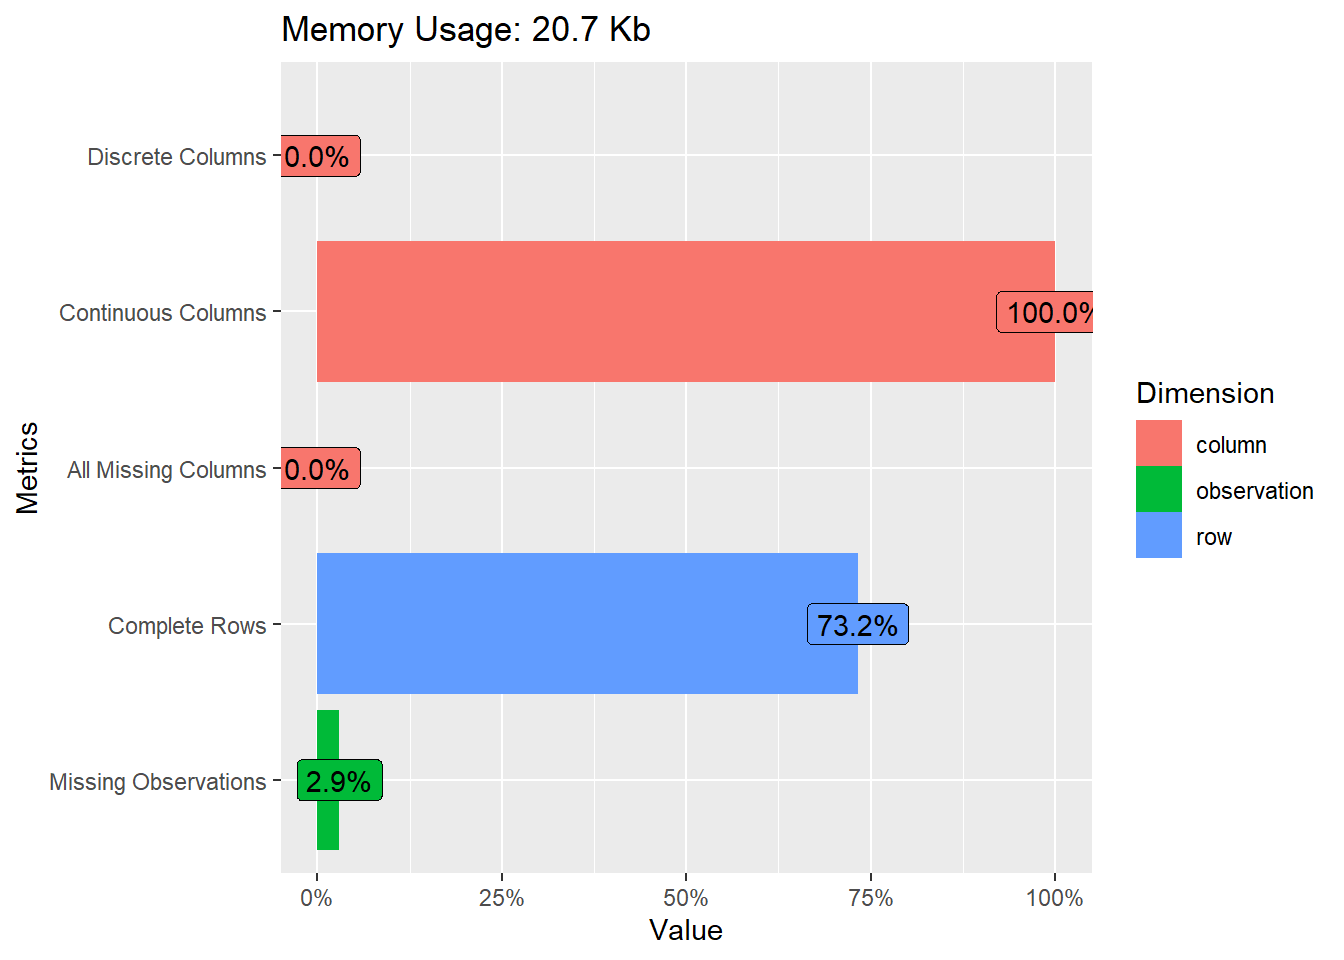 Memory Usage: 20.7 Kb
Discrete Columns
0.0%
Continuous Columns
100.0%
All Missing Columns
0.0%
Complete Rows
73.2%
Missing Observations
2.9%
Metrics
0%
25%
50%
75%
100%
Value
Dimension
column
observation
row